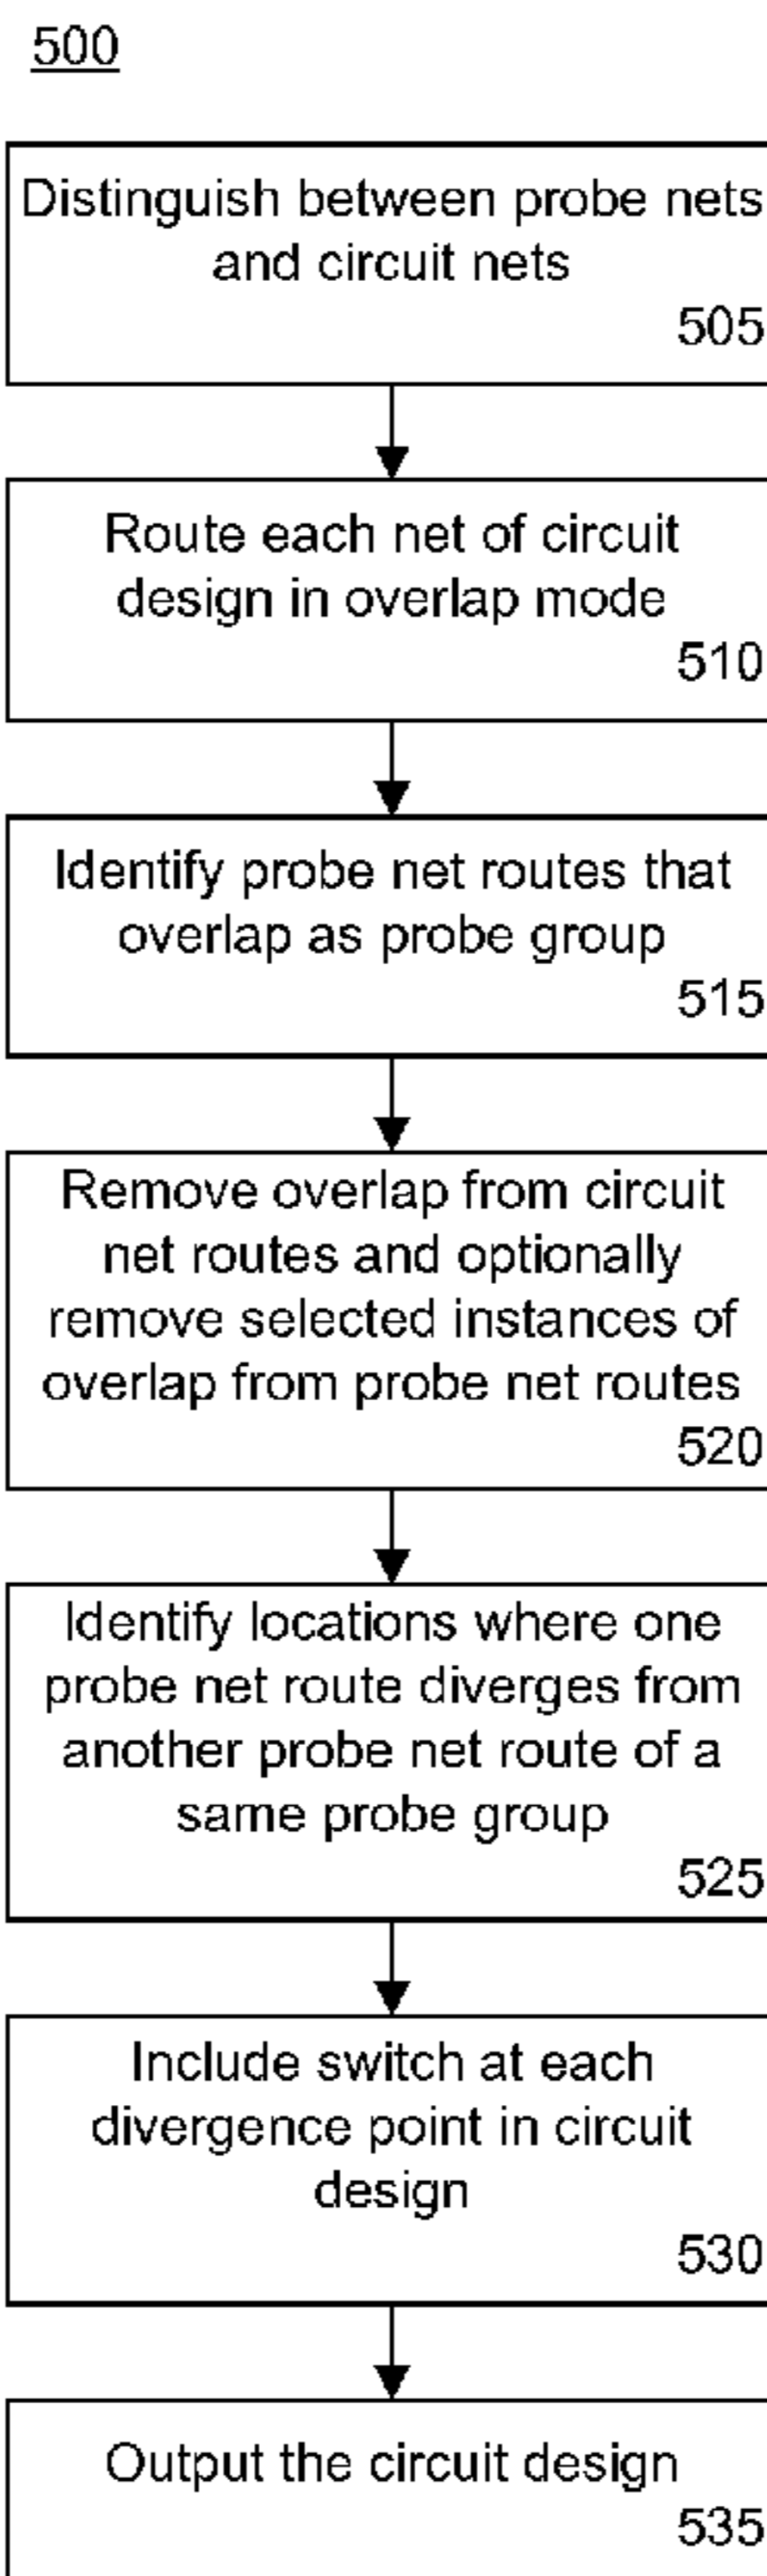 500
Distinguish between probe nets
and circuit nets
505
Route each net of circuit
design in overlap mode
510
Identify probe net routes that
overlap as probe group
515
Remove overlap from circuit
net routes and optionally
remove selected instances of
overlap from probe net routes
520
Identify locations where one
probe net route diverges from
another probe net route of a
same probe group
525
Include switch at each
divergence point in circuit
design
530
Output the circuit design
535